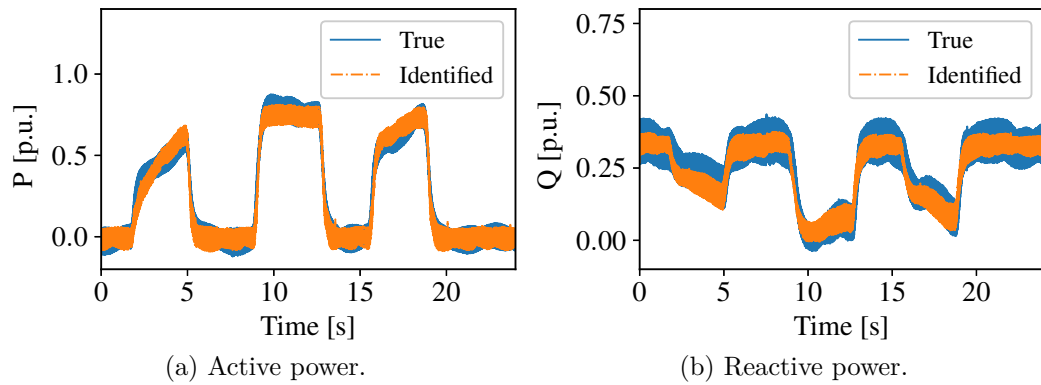 True
Identified
P [p.u.]
1.0
0.5
0.0
0 5 10 15 20
Time [s]
(a) Active power.
True
Identified
Q [p.u.]
0.75
0.50
0.25
0.00
0 5 10 15 20
Time [s]
(b) Reactive power.